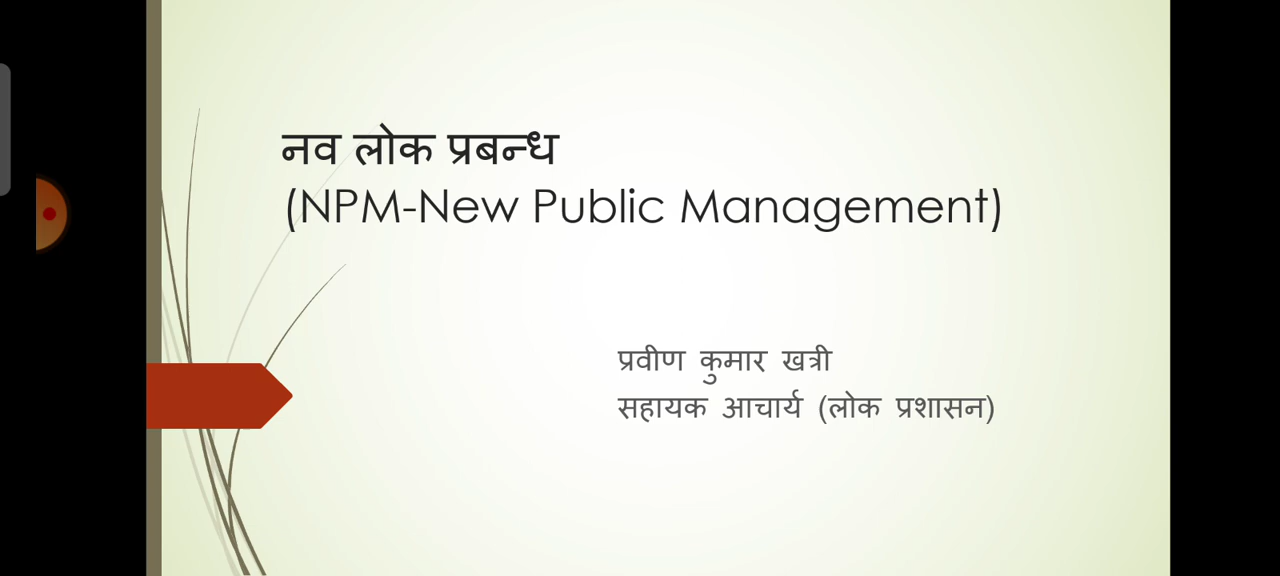 नव लोक प्रबन्ध
(NPM-New Public Management)
प्रवीण कुमार खत्री
सहायक आचार्य (लोक प्रशासन)